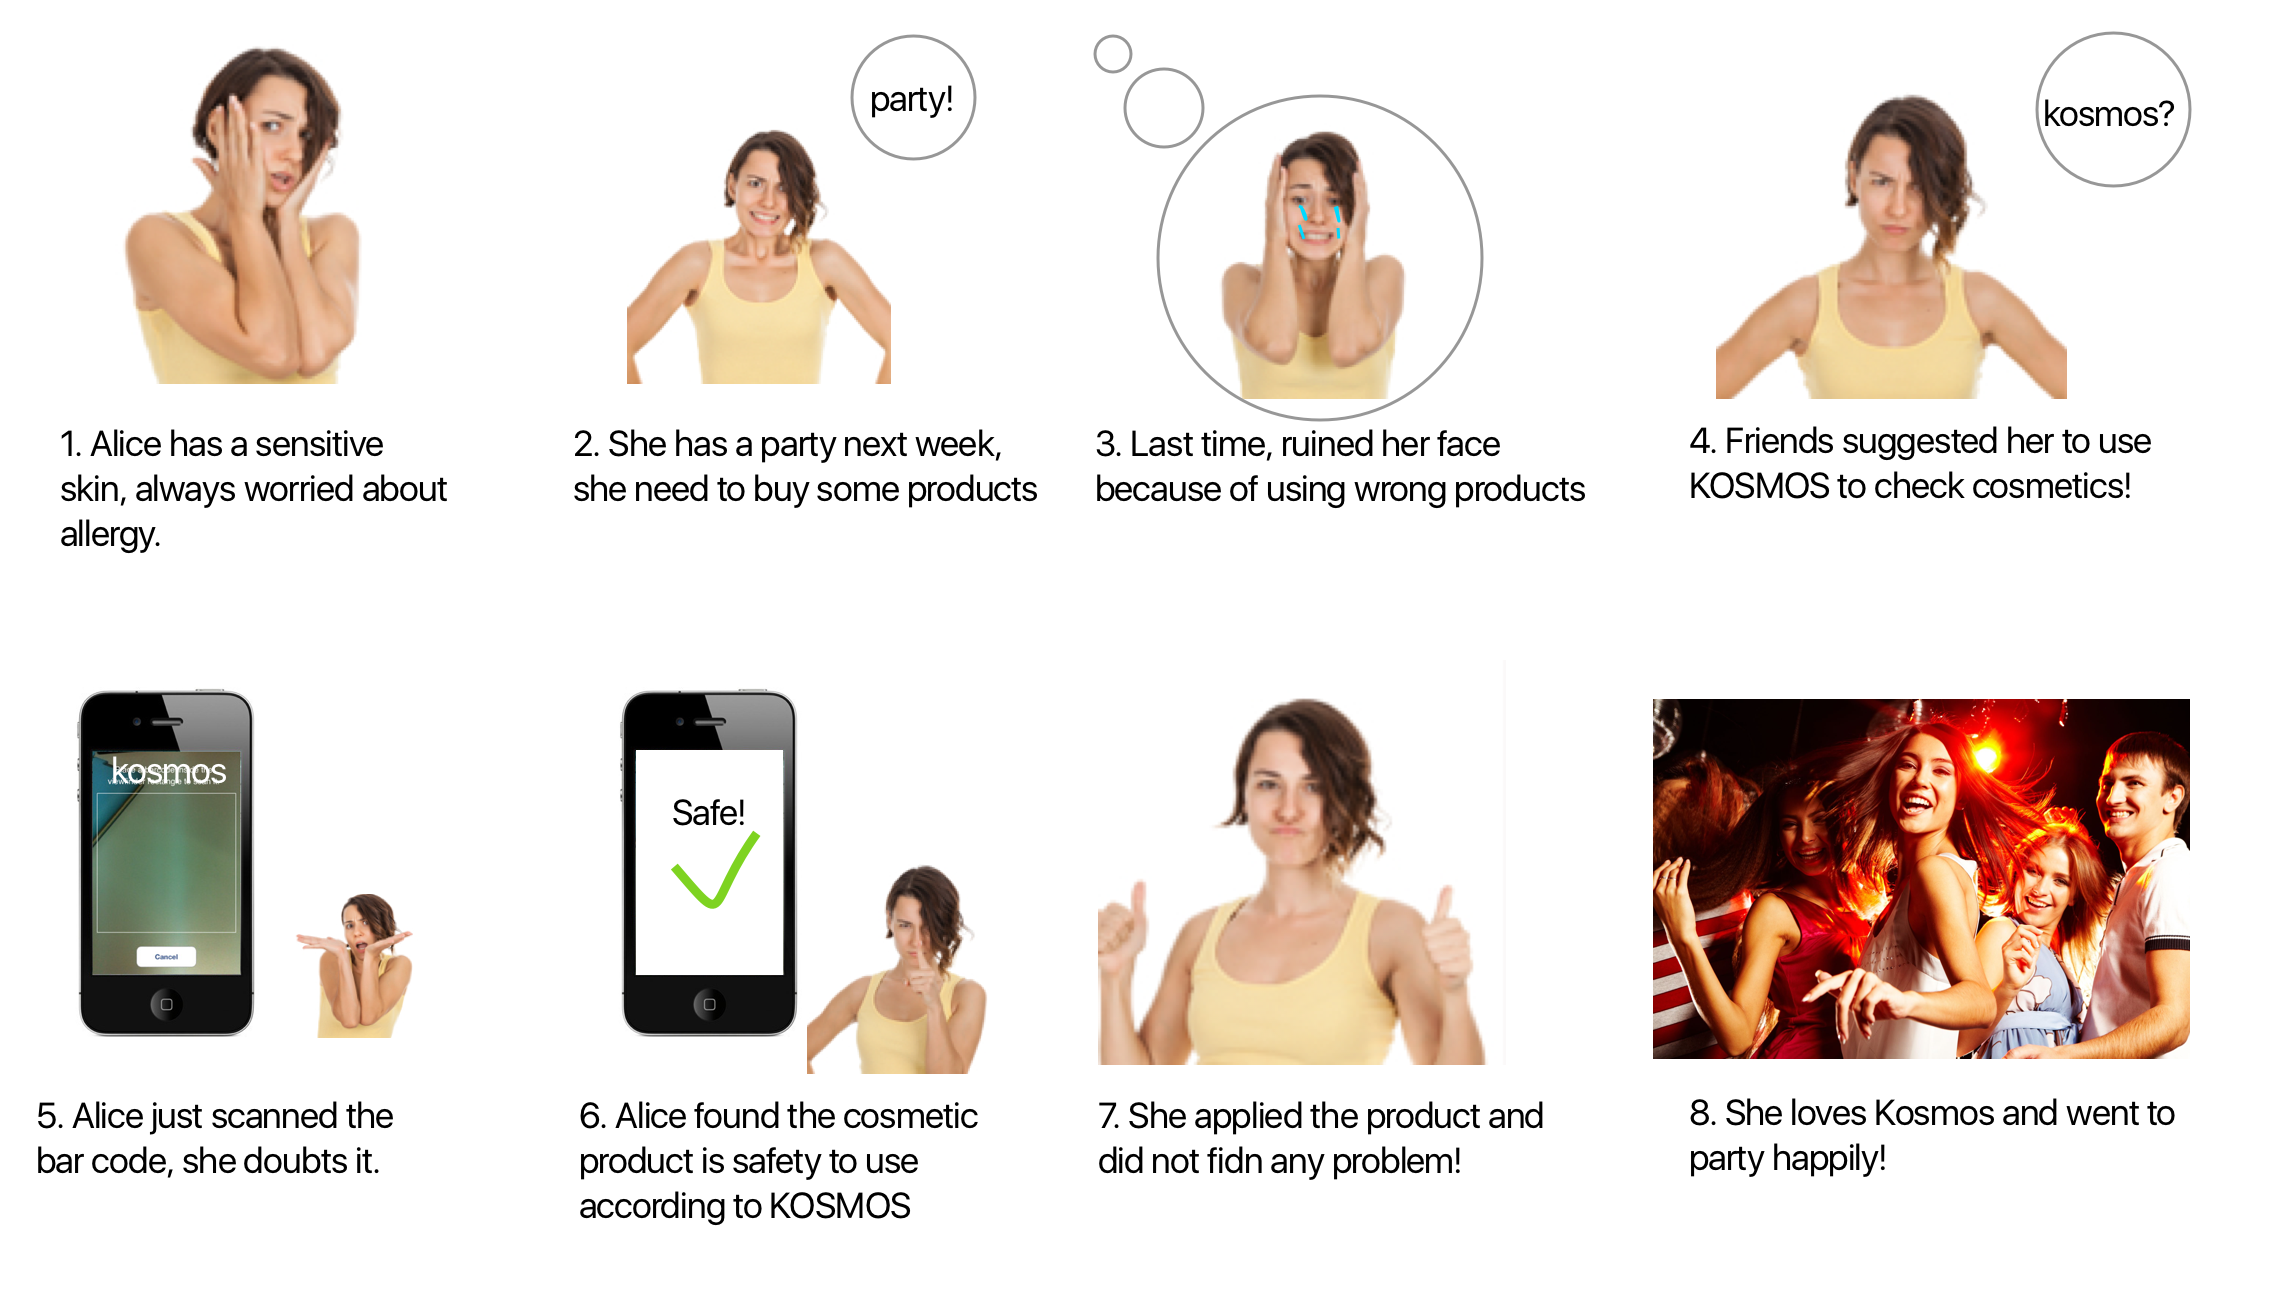 party!
kosmos?
1. Alice has a sensitive
skin, always worried about
allergy.
2. She has a party next week,
she need to buy some products
3. Last time, ruined her face
because of using wrong products
4. Friends suggested her to use
KOSMOS to check cosmetics!
kosmos
Cancel
Safe!
5. Alice just scanned the
bar code, she doubts it.
6. Alice found the cosmetic
product is safety to use
according to KOSMOS
7. She applied the product and
did not fidn any problem!
8. She loves Kosmos and went to
party happily!